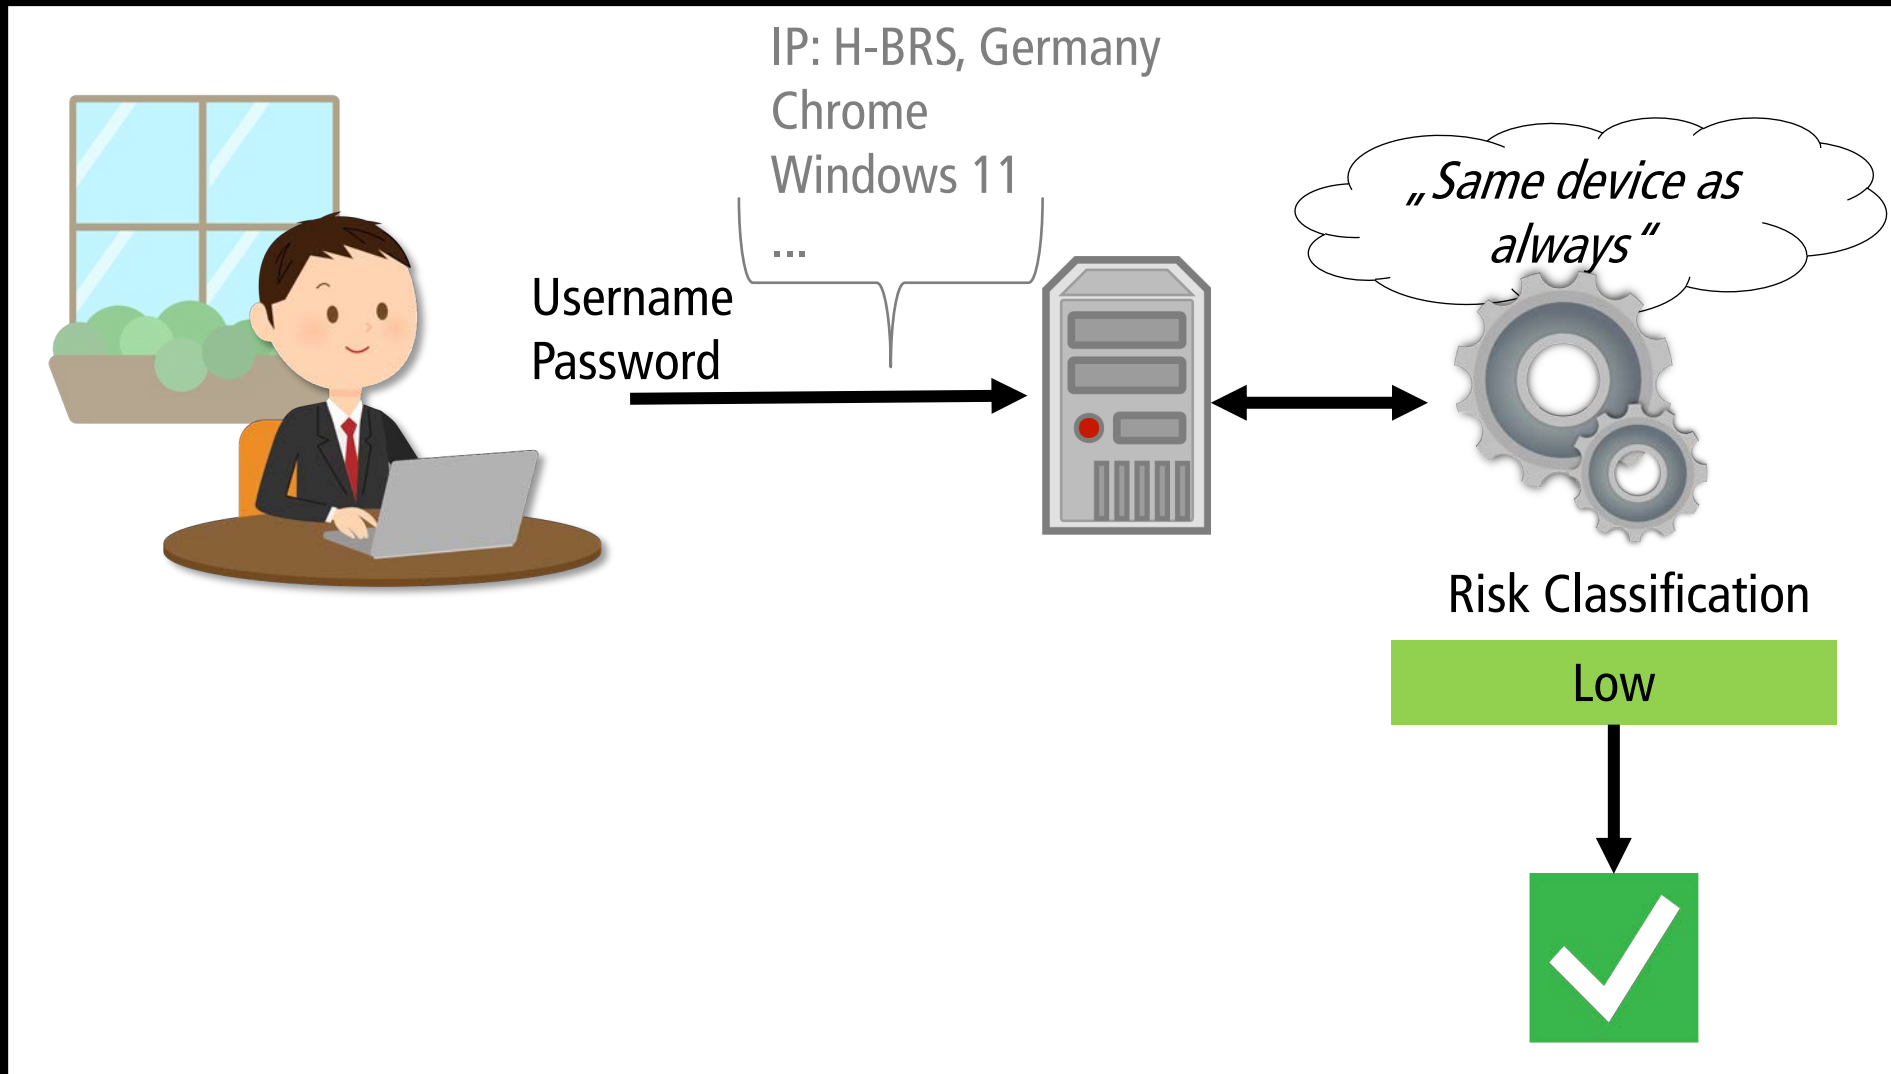 IP: H-BRS, Germany
Chrome
Windows 11
...
Username
Password
„Same device as
always“
Risk Classification
Low